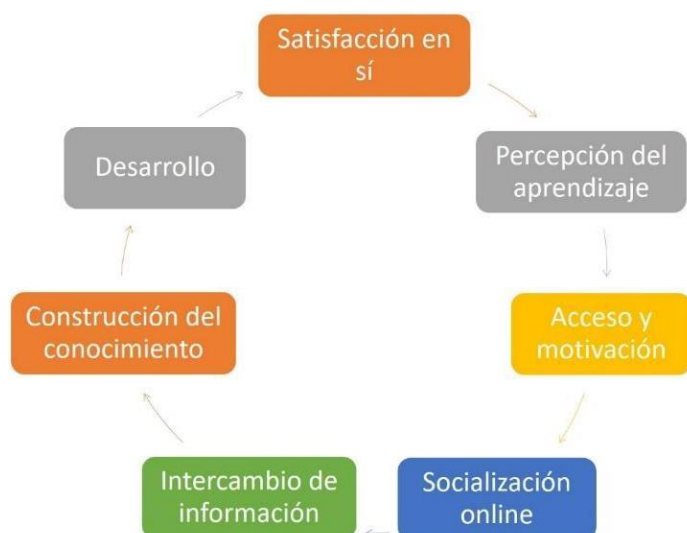 Satisfacción en
sí
Percepción del
aprendizaje
Acceso y
motivación
Socialización
online
Intercambio de
información
Construcción del
conocimiento
Desarrollo